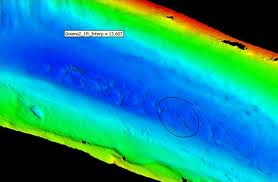 Greens2_1ft_Interp = 13.607